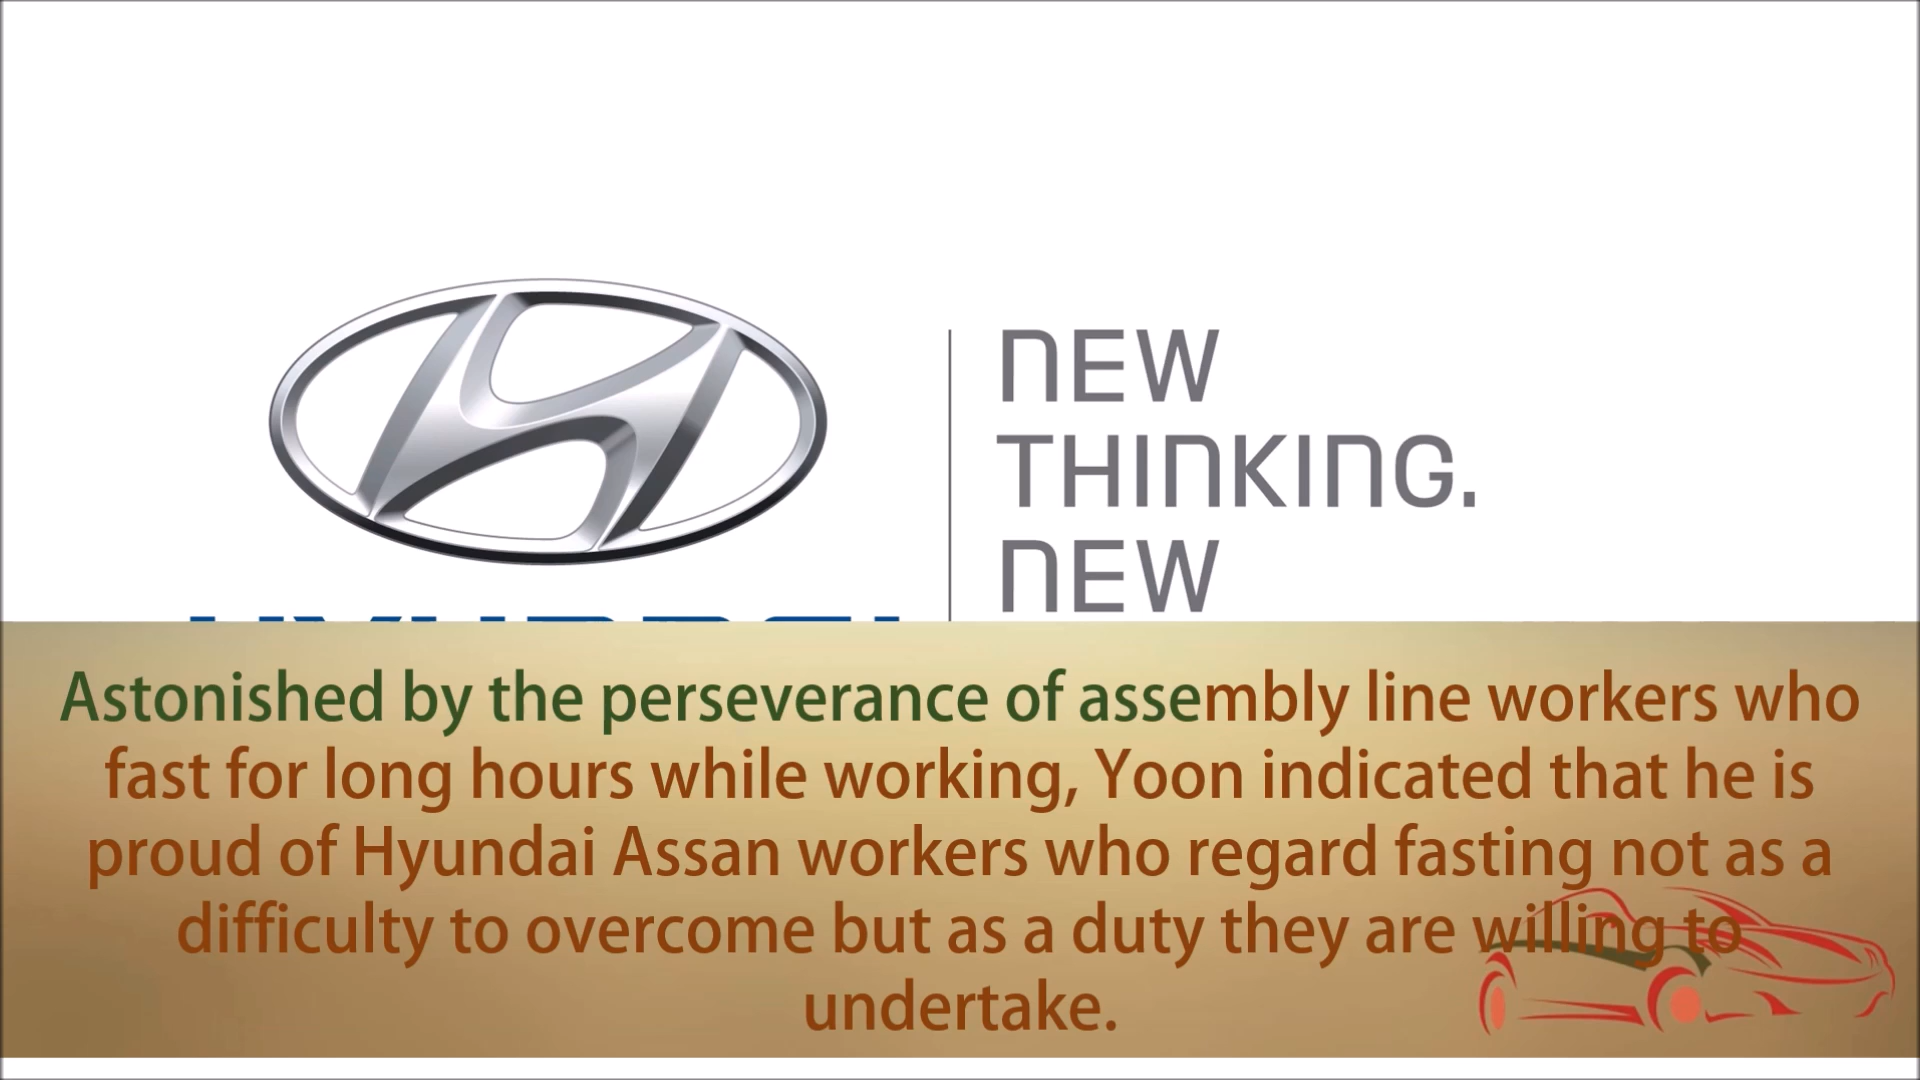 NEW
THINKING.
NEW
Astonished by the perseverance of assembly line workers who
fast for long hours while working, Yoon indicated that he is
proud of Hyundai Assan workers who regard fasting not as a
difficulty to overcome but as a duty they are willing to
undertake.